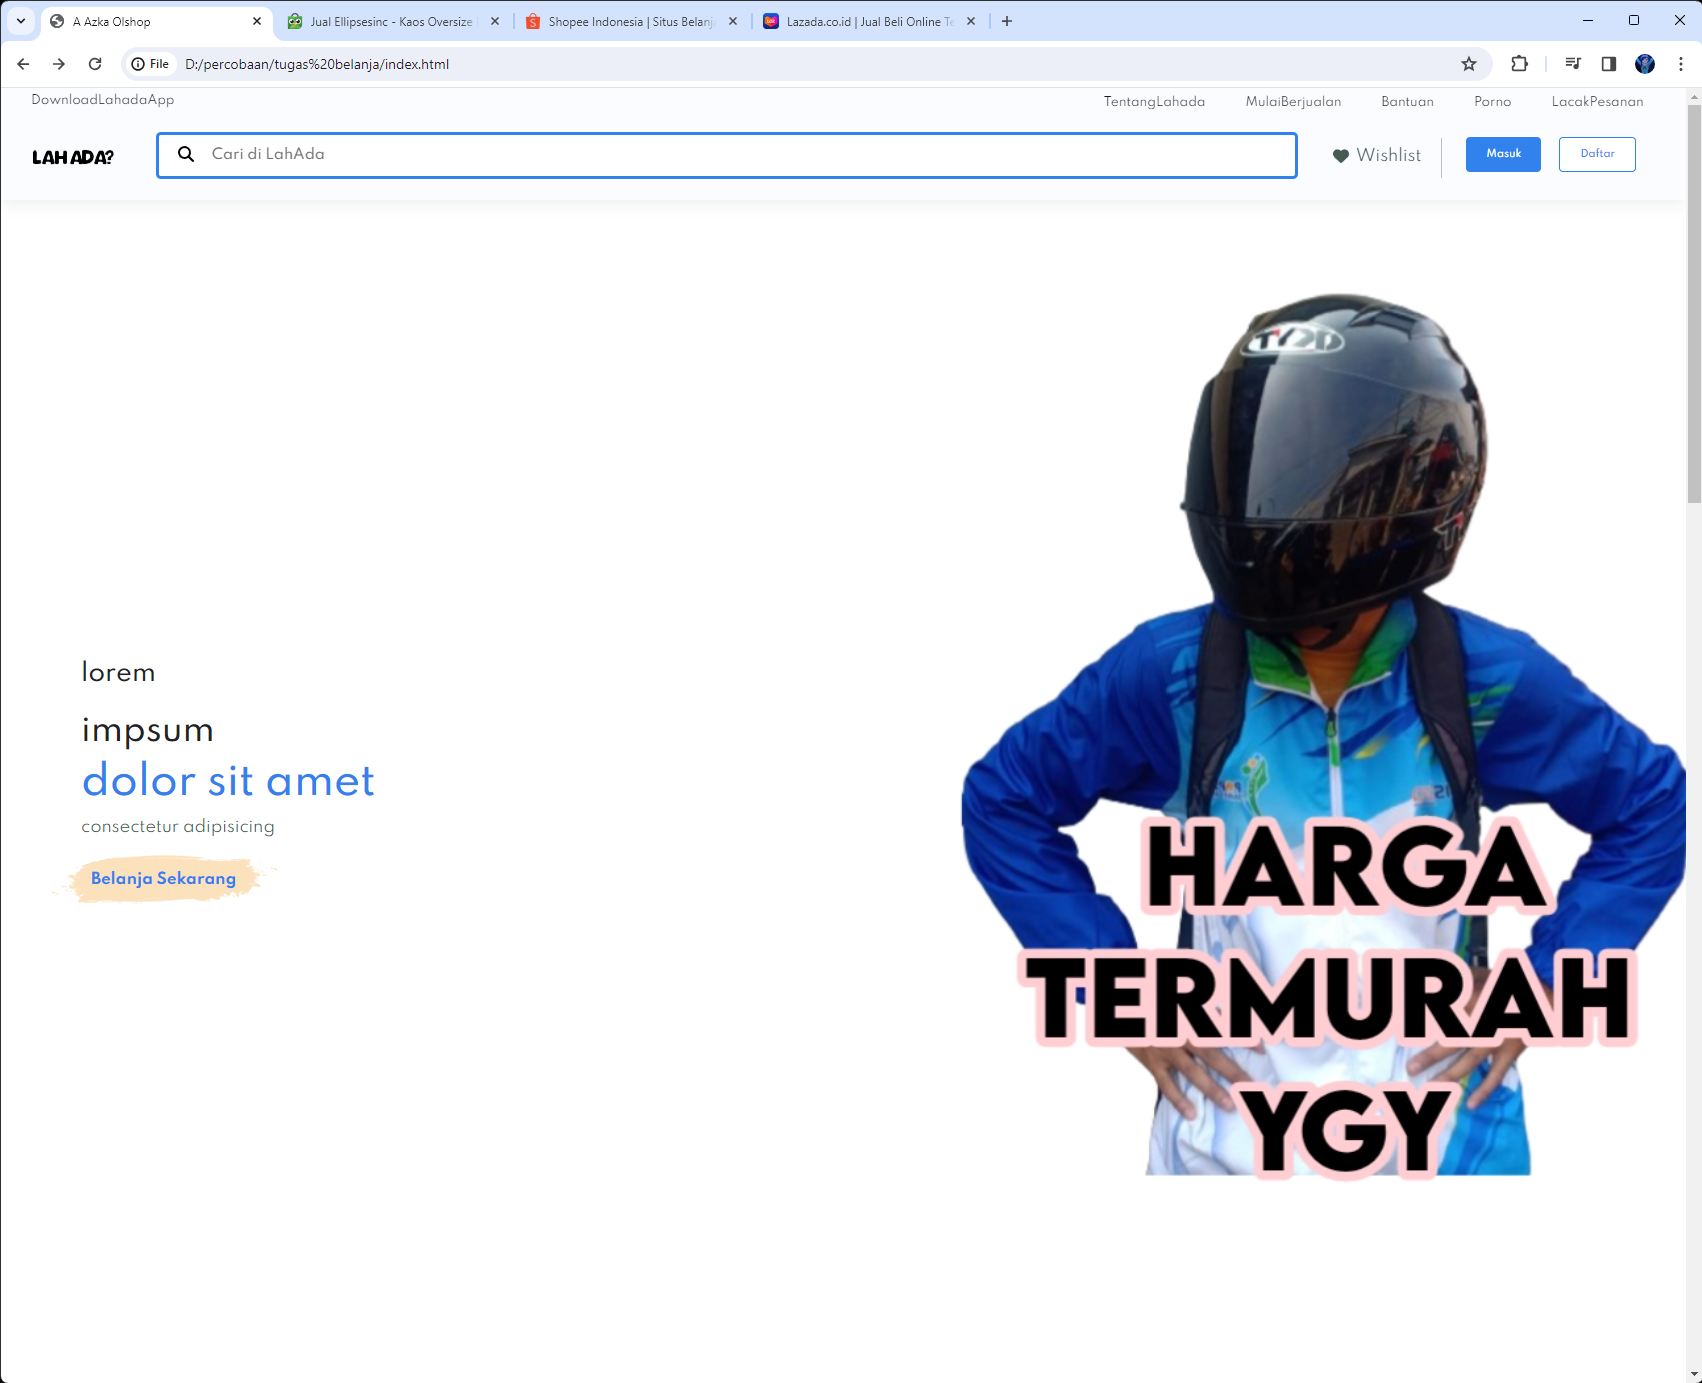 A Azka Olshop
Jual Ellipsesinc - Kaos Oversize
Shopee Indonesia | Situs Belanja
Lazada.co.id | Jual Beli Online Te
File D:/percobaan/tugas%20belanja/index.html
DownloadLahadaApp
TentangLahada MulaiBerjualan Bantuan Porno LacakPesanan
LAH ADA?
Cari di LahAda
Wishlist
Masuk
Daftar
lorem
impsum
dolor sit amet
consectetur adipisicing
Belanja Sekarang
HARGA
TERMURAH
YGY